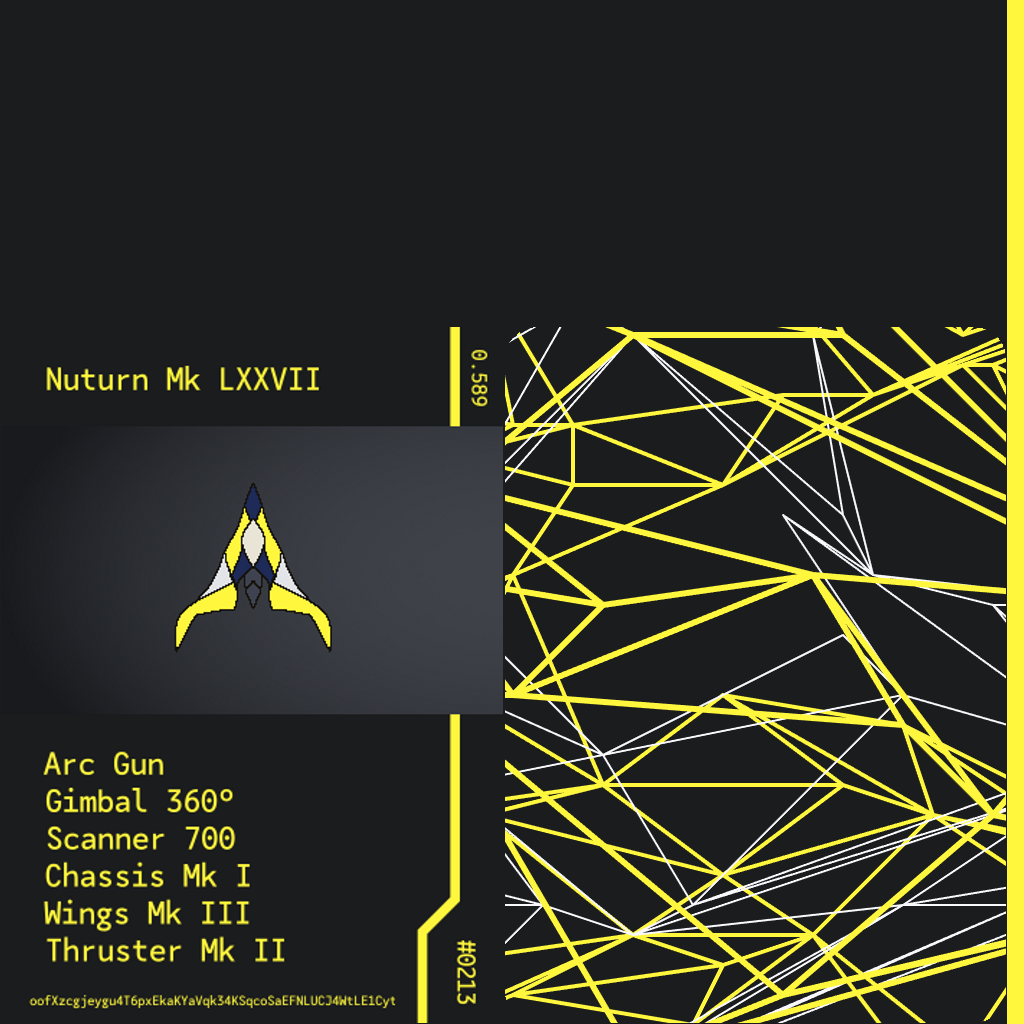 Nuturn Mk LXXVII
0.589
Arc Gun
Gimbal 360°
Scanner 700
Chassis Mk I
Wings Mk III
Thruster Mk II
#0213
oofXzcgjeygu4T6pxEkaKYaVqk34KSqcoSaEFNLUCJ4WtLE1Cyt